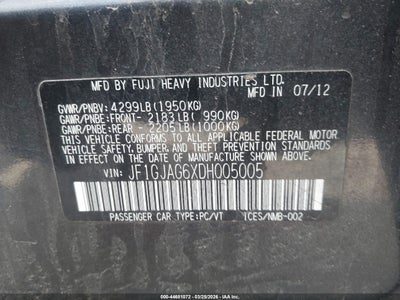 MFD BY FUJI HEAVY INDUSTRIES LTD.
MFD IN 07/12
GVWR/PNBV: 4299LB(1950KG)
GAWR/PNBE:FRONT- 2183LB( 990KG)
GAWR/PNBE:REAR - 2205LB(1000KG)
THIS VEHICLE CONFORMS TO ALL APPLICABLE FEDERAL MOTOR
VEHICLE SAFETY, BUMPER, AND THEFT PREVENTION STANDARDS
IN EFFECT ON THE DATE OF MANUFACTURE SHOWN ABOVE.
VIN: JF1GJAG6XDH005005
PASSENGER CAR TYPE:PC/VT ICES/NMB-002
000-44681072 - 03/29/2026 - IAAI.COM